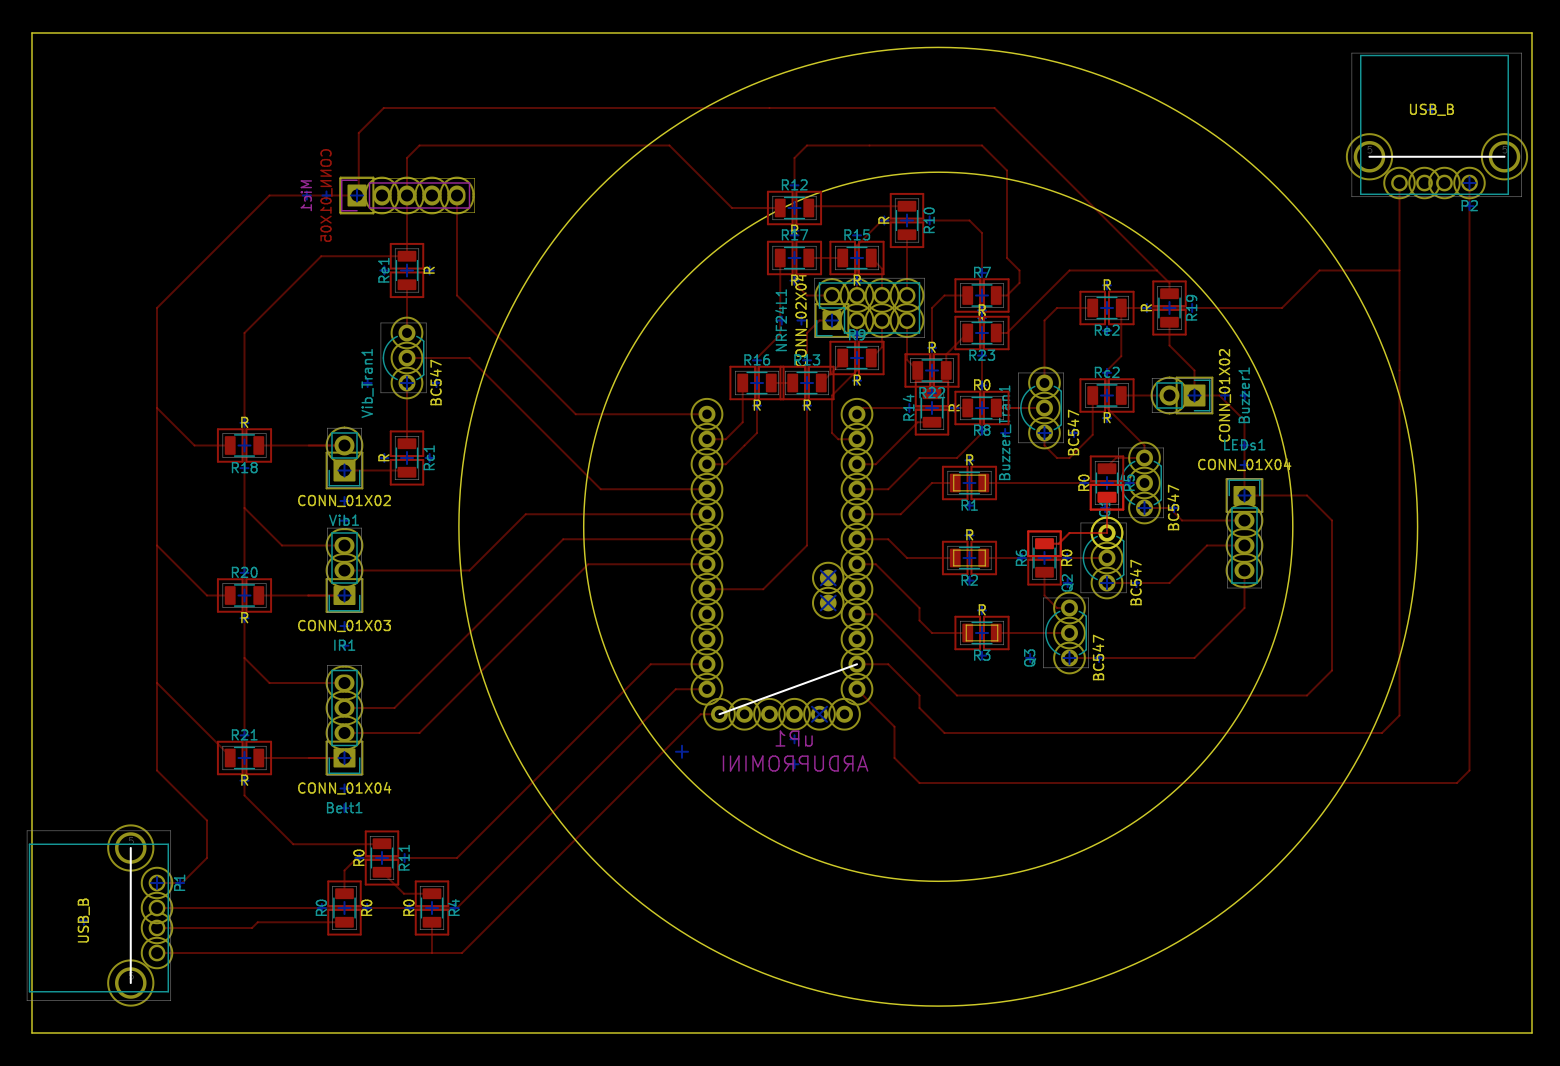 USB_B
P2
Mic1
CONN_01X05
R12
R
R10
R
R17
R
R15
R
Re1
R
NRF24L1
CONN_02X04
R7
R
R23
R
Re2
R
R19
R9
R
Vib_Tran1
BC547
R16
R
R13
R
R22
R
R14
R
R0
R8
Buzzer_Tran1
BC547
Rc2
R
CONN_01X02
Buzzer1
R
R18
R
Rc1
CONN_01X02
Vib1
LEDs1
CONN_01X04
R
R1
R0
R5
BC547
R20
R
CONN_01X03
IR1
R
R2
R6
R0
Q2
BC547
R
R3
Q3
BC547
R21
R
CONN_01X04
Belt1
uP1
ARDUPROMINI
R0
R11
R0
R0
R0
R4
P1
USB_B